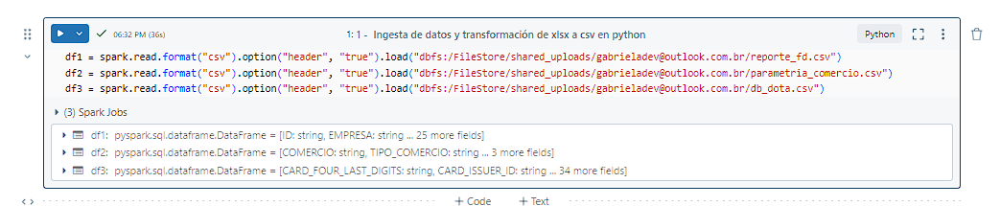 06:32 PM (36s)
1: 1 - Ingesta de datos y transformación de xlsx a csv en python
Python
df1 = spark.read.format("csv").option("header", "true").load("dbfs:/FileStore/shared_uploads/gabrieladev@outlook.com.br/reporte_fd.csv")
df2 = spark.read.format("csv").option("header", "true").load("dbfs:/FileStore/shared_uploads/gabrieladev@outlook.com.br/parametria_comercio.csv")
df3 = spark.read.format("csv").option("header", "true").load("dbfs:/FileStore/shared_uploads/gabrieladev@outlook.com.br/db_dota.csv")
(3) Spark Jobs
df1: pyspark.sql.dataframe.DataFrame = [ID: string, EMPRESA: string ... 25 more fields]
df2: pyspark.sql.dataframe.DataFrame = [COMERCIO: string, TIPO_COMERCIO: string ... 3 more fields]
df3: pyspark.sql.dataframe.DataFrame = [CARD_FOUR_LAST_DIGITS: string, CARD_ISSUER_ID: string ... 34 more fields]
+ Code + Text